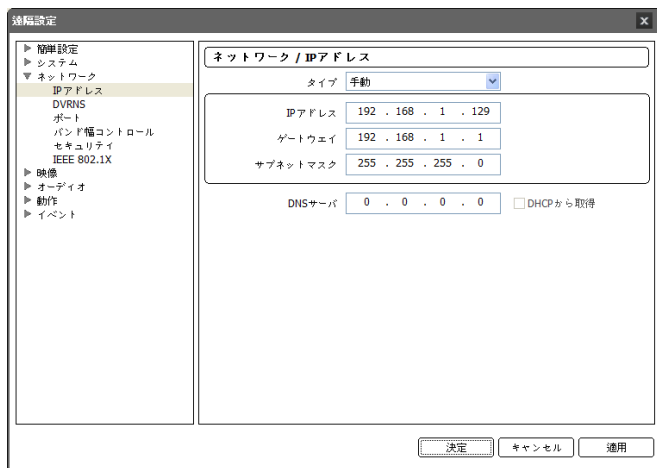 遠隔設定
簡単設定
システム
ネットワーク
IPアドレス
DVRNS
ポート
バンド幅コントロール
セキュリティ
IEEE 802.1X
映像
オーディオ
動作
イベント
ネットワーク / IPアドレス
タイプ 手動
IPアドレス 192 . 168 . 1 . 129
ゲートウェイ 192 . 168 . 1 . 1
サブネットマスク 255 . 255 . 255 . 0
DNSサーバ 0 . 0 . 0 . 0 DHCPから取得
決定 キャンセル 適用